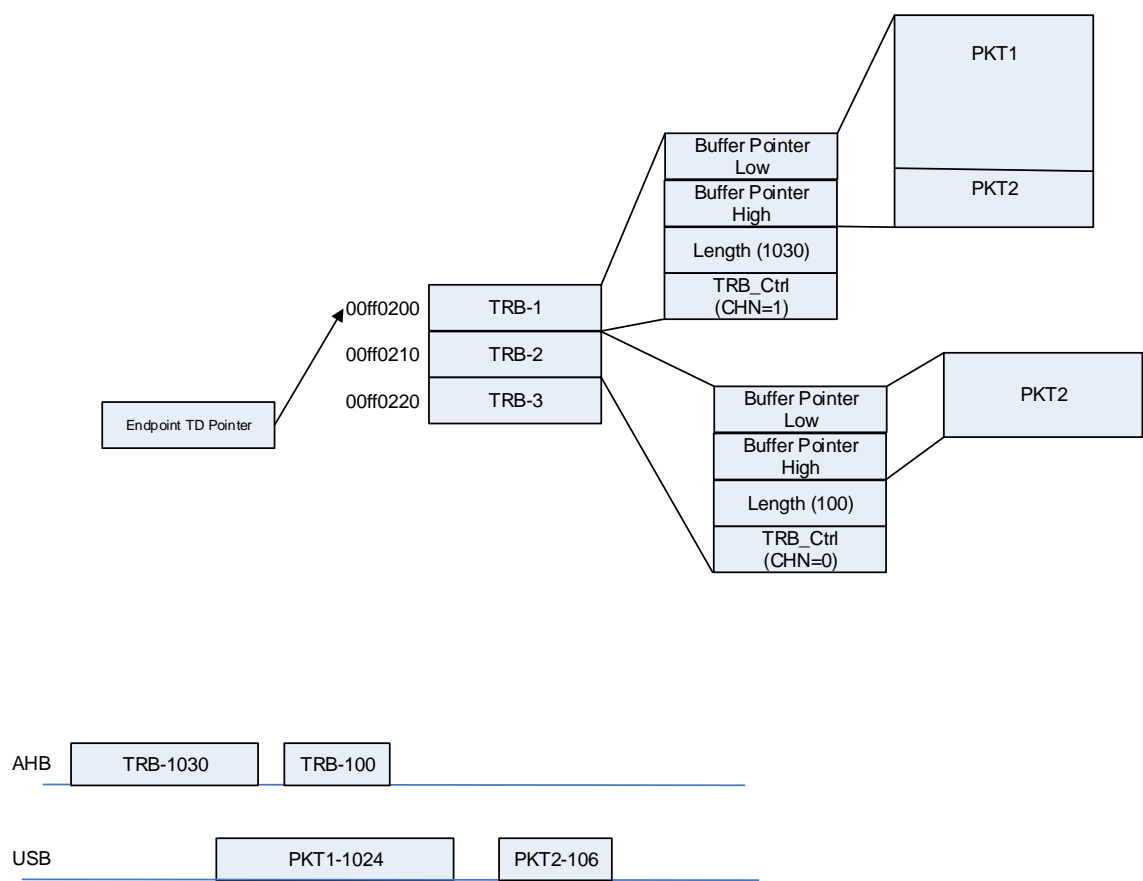 PKT1
PKT2
Buffer Pointer
Low
Buffer Pointer
High
Length (1030)
TRB_Ctrl
(CHN=1)
00ff0200
TRB-1
00ff0210
TRB-2
00ff0220
TRB-3
Endpoint TD Pointer
Buffer Pointer
Low
Buffer Pointer
High
Length (100)
TRB_Ctrl
(CHN=0)
PKT2
AHB
TRB-1030
TRB-100
USB
PKT1-1024
PKT2-106